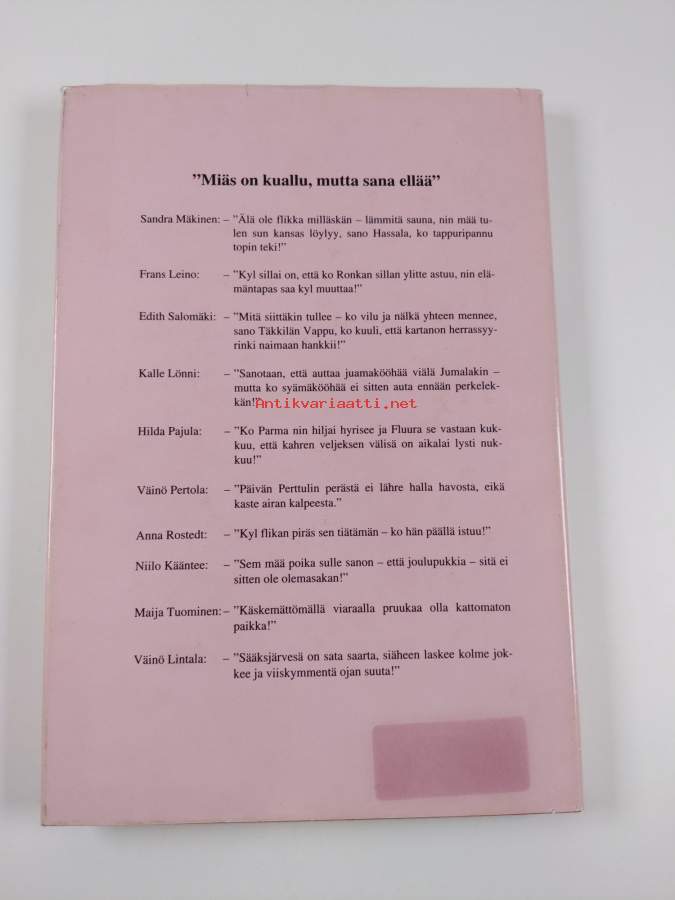 ”Miäs on kuallu, mutta sana ellää”
Sandra Mäkinen: – ”Älä ole flikka milläskän – lämmitä sauna, nin mää tu-
len sun kansas löylyy, sano Hassala, ko tappuripannu
topin teki!”
Frans Leino: – ”Kyl sillai on, että ko Ronkan sillan ylitte astuu, nin elä-
mäntapas saa kyl muuttaa!”
Edith Salomäki: – ”Mitä siittäkin tullee – ko vilu ja nälkä yhteen mennee,
sano Täkkilän Vappu, ko kuuli, että kartanon herrassyy-
rinki naimaan hankkii!”
Kalle Lönni: – ”Sanotaan, että auttaa juamakööhää viälä Jumalakin –
mutta ko syämäkööhää ei sitten auta ennään perkelek-
kän!”
Antikvariaatti.net
Hilda Pajula: – ”Ko Parma nin hiljai hyrisee ja Fluura se vastaan kuk-
kuu, että kahren veljeksen välisä on aikalai lysti nuk-
kuu!”
Väinö Pertola: – ”Päivän Perttulin perästä ei lähre halla havosta, eikä
kaste airan kalpeesta.”
Anna Rostedt: – ”Kyl flikan piräs sen tiätämän – ko hän päällä istuu!”
Niilo Kääntee: – ”Sem mää poika sulle sanon – että joulupukkia – sitä ei
sitten ole olemasakan!”
Maija Tuominen: – ”Käskemättömällä viaraalla pruukaa olla kattomaton
paikka!”
Väinö Lintala: – ”Sääksjärvesä on sata saarta, siäheen laskee kolme jok-
kee ja viiskymmentä ojan suuta!”